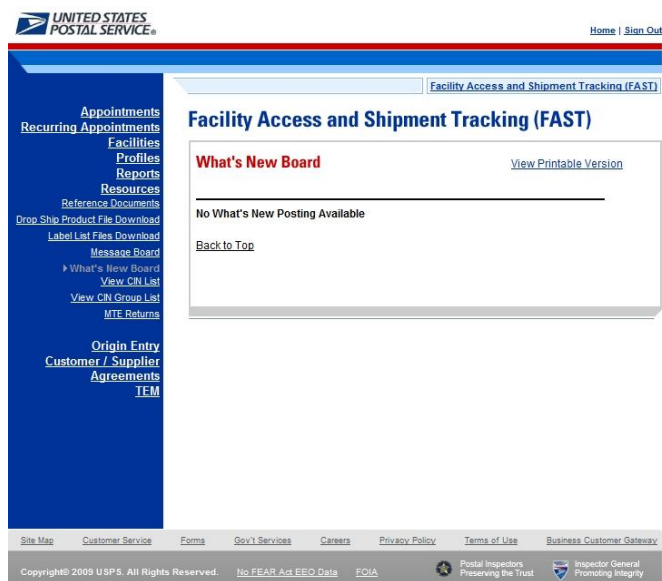 UNITED STATES
POSTAL SERVICE®
Home | Sign Out
Facility Access and Shipment Tracking (FAST)
Appointments
Recurring Appointments
Facilities
Profiles
Reports
Resources
Reference Documents
Drop Ship Product File Download
Label List Files Download
Message Board
What's New Board
View CIN List
View CIN Group List
MTE Returns
Origin Entry
Customer / Supplier
Agreements
TEM
Facility Access and Shipment Tracking (FAST)
What's New Board
View Printable Version
No What's New Posting Available
Back to Top
Site Map Customer Service Forms Gov't Services Careers Privacy Policy Terms of Use Business Customer Gateway
Copyright© 2009 USPS. All Rights Reserved. No FEAR Act EEO Data FOIA
Postal Inspectors
Preserving the Trust
Inspector General
Promoting Integrity